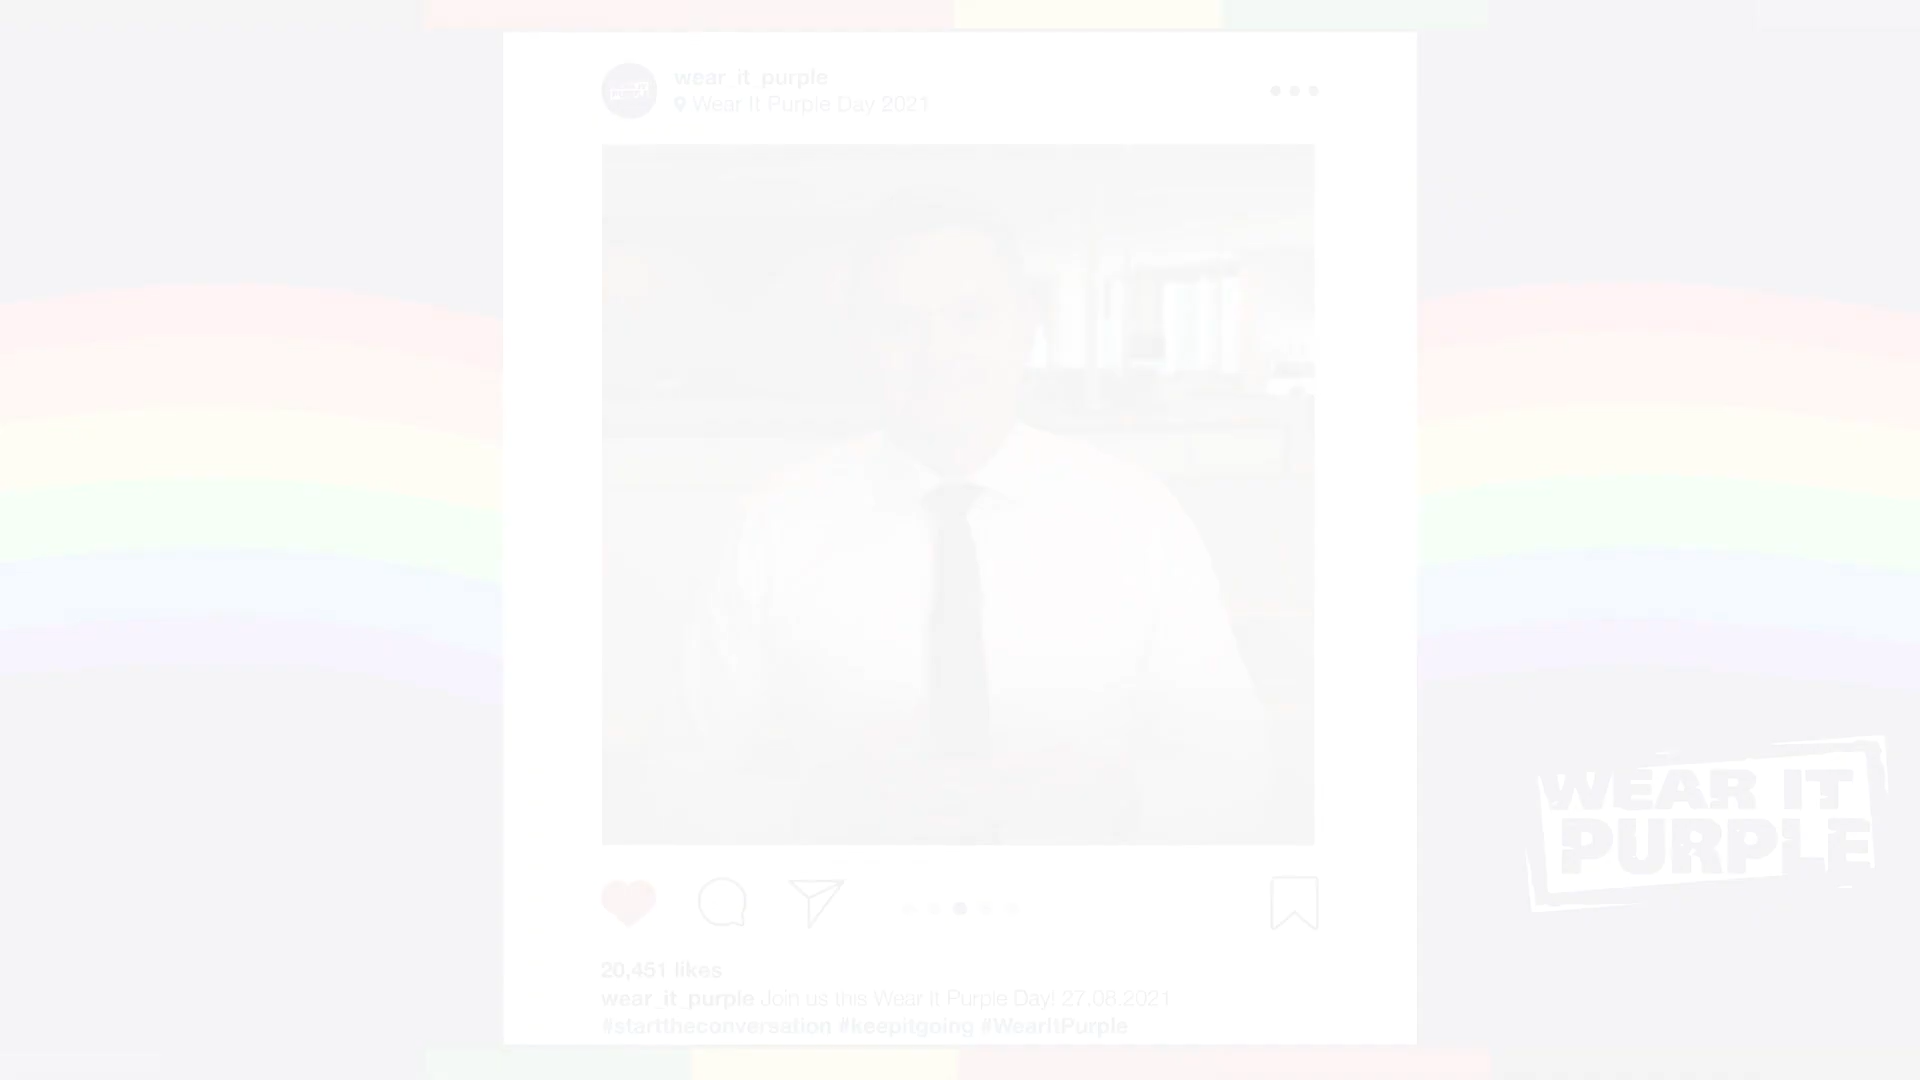 wear_it_purple
Wear It Purple Day 2021
20,451 likes
wear_it_purple Join us this Wear It Purple Day! 27.08.2021
#starttheconversation #keepitgoing #WearItPurple
WEAR IT
PURPLE